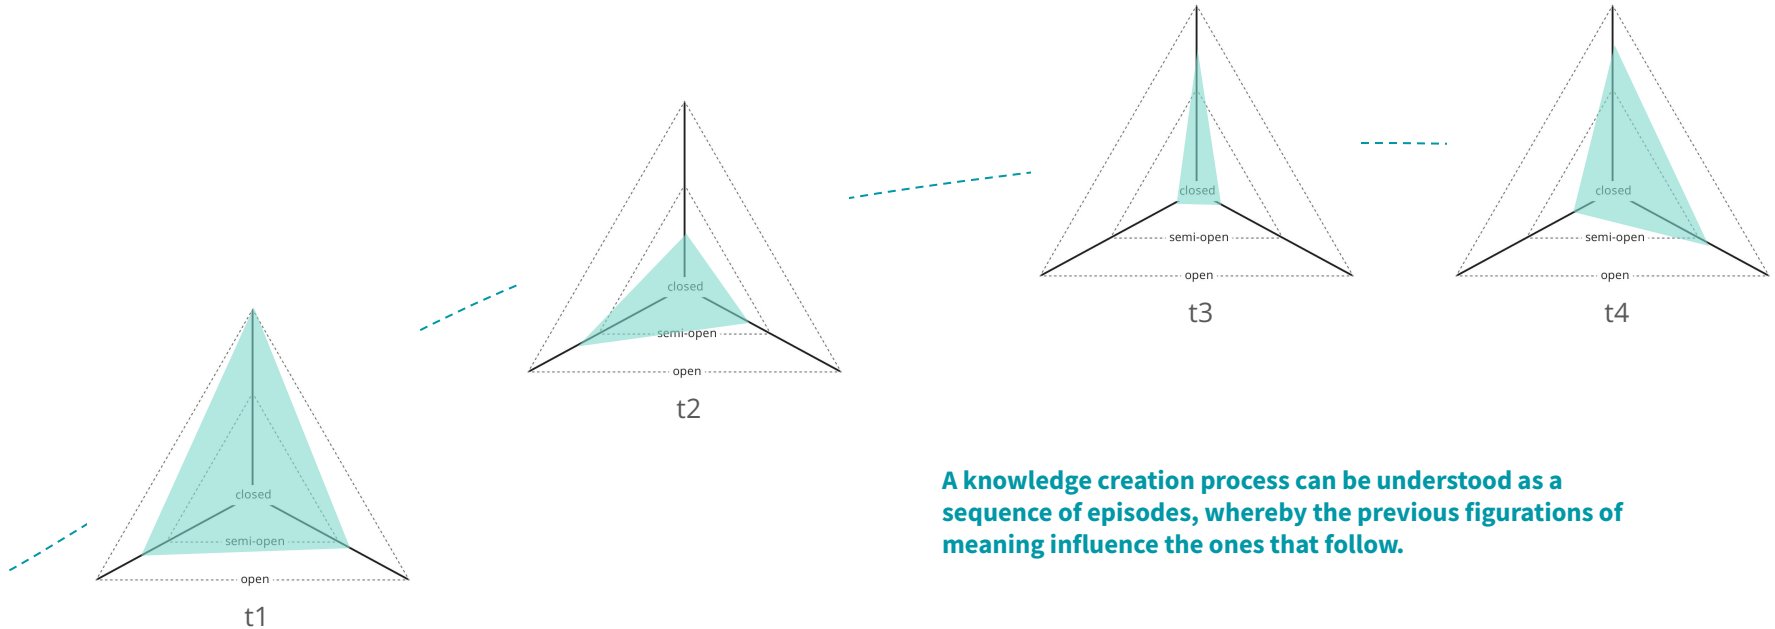 closed
semi-open
open
t1
closed
semi-open
open
t2
closed
semi-open
open
t3
closed
semi-open
open
t4
A knowledge creation process can be understood as a
sequence of episodes, whereby the previous figurations of
meaning influence the ones that follow.